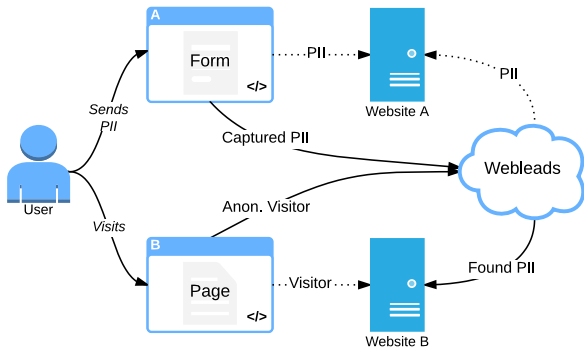 A
Form
</>
PII
Website A
PII
Sends
PII
Captured PII
Webleads
User
Anon. Visitor
Visits
B
Page
</>
Visitor
Found PII
Website B